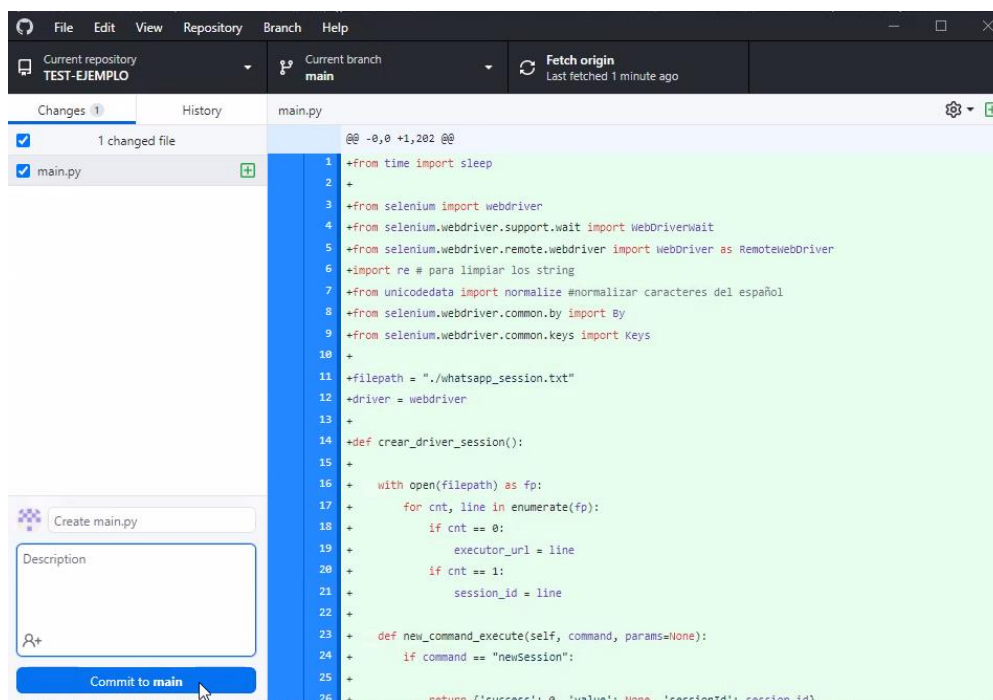 File Edit View Repository Branch Help
Current repository
TEST-EJEMPLO
Current branch
main
Fetch origin
Last fetched 1 minute ago
Changes 1 History
main.py
1 changed file
main.py
@@ -0,0 +1,202 @@
1 +from time import sleep
2 +
3 +from selenium import webdriver
4 +from selenium.webdriver.support.wait import WebDriverWait
5 +from selenium.webdriver.remote.webdriver import WebDriver as RemoteWebDriver
6 +import re # para limpiar los string
7 +from unicodedata import normalize #normalizar caracteres del español
8 +from selenium.webdriver.common.by import By
9 +from selenium.webdriver.common.keys import Keys
10 +
11 +filepath = "./whatsapp_session.txt"
12 +driver = webdriver
13 +
14 +def crear_driver_session():
15 +
16 + with open(filepath) as fp:
17 + for cnt, line in enumerate(fp):
18 + if cnt == 0:
19 + executor_url = line
20 + if cnt == 1:
21 + session_id = line
22 +
23 + def new_command_execute(self, command, params=None):
24 + if command == "newSession":
25 +
26 + return {'success': 0, 'value': None, 'sessionId': session_id}
Create main.py
Description
Commit to main